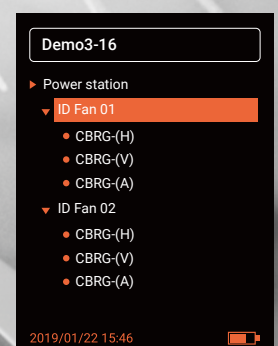 Demo3-16
Power station
ID Fan 01
CBRG-(H)
CBRG-(V)
CBRG-(A)
ID Fan 02
CBRG-(H)
CBRG-(V)
CBRG-(A)
2019/01/22 15:46